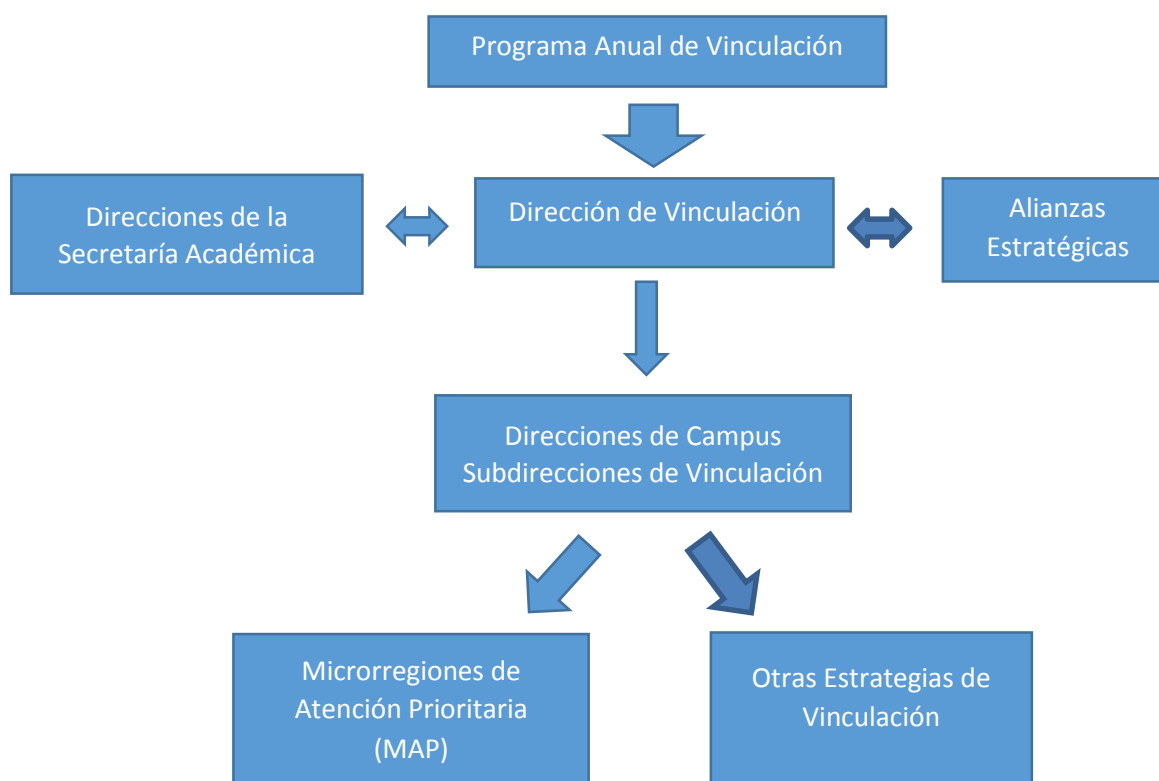 Programa Anual de Vinculación
Direcciones de la
Secretaría Académica
Dirección de Vinculación
Alianzas
Estratégicas
Direcciones de Campus
Subdirecciones de Vinculación
Microrregiones de
Atención Prioritaria
(MAP)
Otras Estrategias de
Vinculación